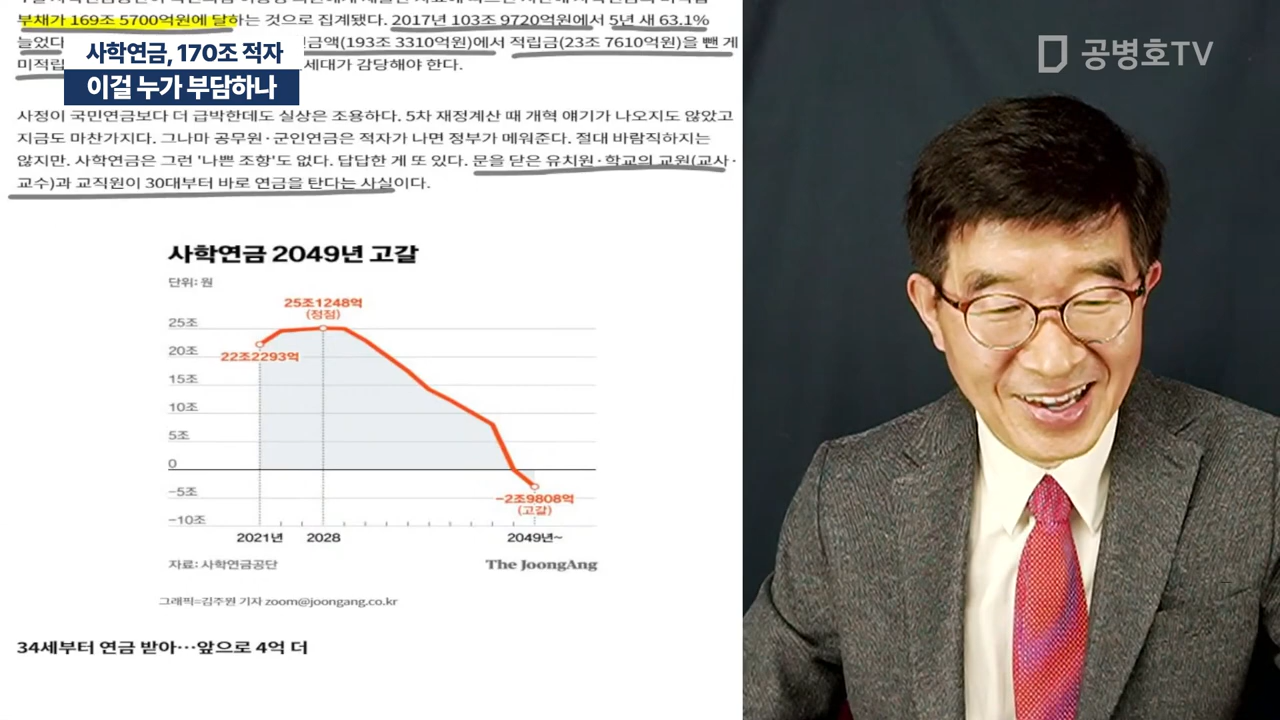 부채가 169조 5700억원에 달하는 것으로 집계됐다. 2017년 103조 9720억원에서 5년 새 63.1%
늘었다
금액(193조 3310억원)에서 적립금(23조 7610억원)을 뺀 게
미적립
세대가 감당해야 한다.
사학연금, 170조 적자
이걸 누가 부담하나
공병호TV
사정이 국민연금보다 더 급박한데도 실상은 조용하다. 5차 재정계산 때 개혁 얘기가 나오지도 않았고
지금도 마찬가지다. 그나마 공무원·군인연금은 적자가 나면 정부가 메워준다. 절대 바람직하지는
않지만. 사학연금은 그런 '나쁜 조항'도 없다. 답답한 게 또 있다. 문을 닫은 유치원·학교의 교원(교사·
교수)과 교직원이 30대부터 바로 연금을 탄다는 사실이다.
사학연금 2049년 고갈
단위: 원
25조1248억
(정점)
25조
20조
22조2293억
15조
10조
5조
0
-5조
-2조9808억
(고갈)
-10조
2021년 2028 2049년~
자료: 사학연금공단 The JoongAng
그래픽=김주원 기자 zoom@joongang.co.kr
34세부터 연금 받아…앞으로 4억 더